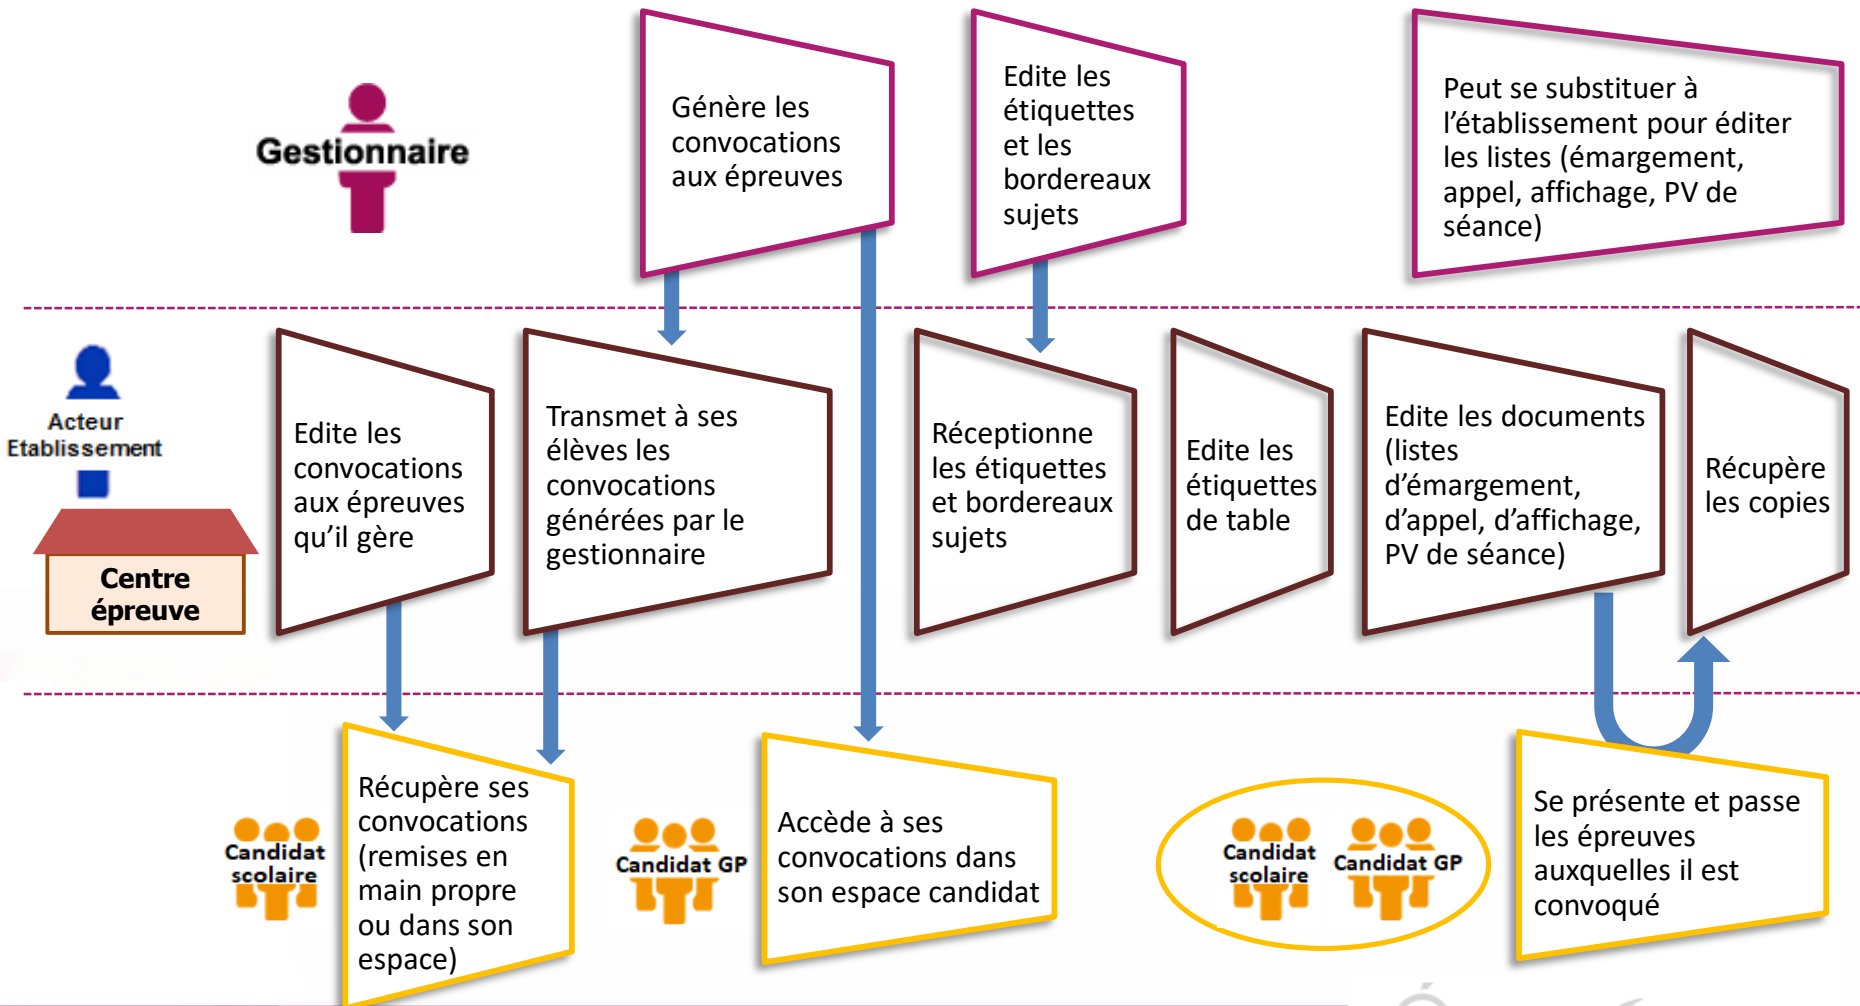 Gestionnaire
Génère les
convocations
aux épreuves
Edite les
étiquettes
et les
bordereaux
sujets
Peut se substituer à
l’établissement pour éditer
les listes (émargement,
appel, affichage, PV de
séance)
Acteur
Etablissement
Centre
épreuve
Edite les
convocations
aux épreuves
qu’il gère
Transmet à ses
élèves les
convocations
générées par le
gestionnaire
Réceptionne
les étiquettes
et bordereaux
sujets
Edite les
étiquettes
de table
Edite les documents
(listes
d’émargement,
d’appel, d’affichage,
PV de séance)
Récupère
les copies
Candidat
scolaire
Récupère ses
convocations
(remises en
main propre
ou dans son
espace)
Candidat GP
Accède à ses
convocations dans
son espace candidat
Candidat
scolaire
Candidat GP
Se présente et passe
les épreuves
auxquelles il est
convoqué